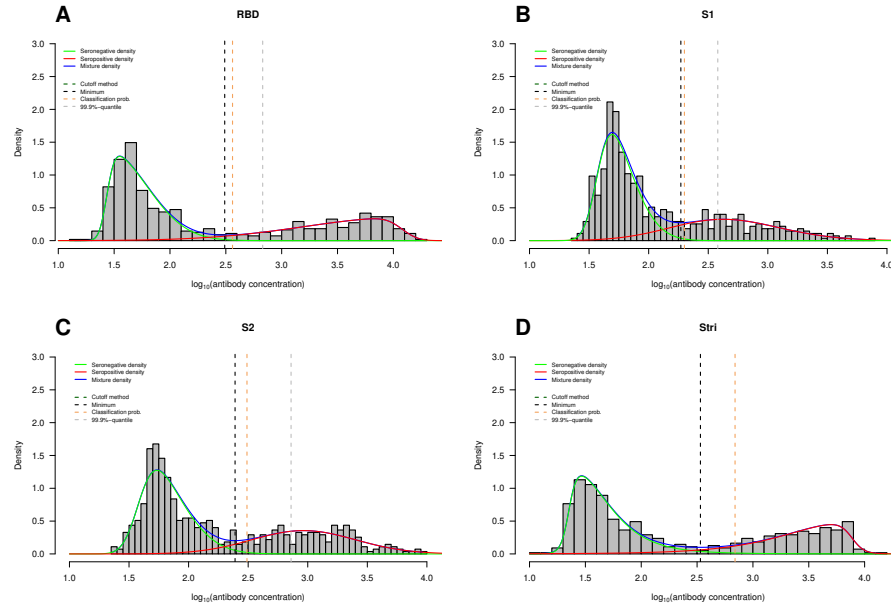 A
RBD
Density
3.0
2.5
2.0
1.5
1.0
0.5
0.0
Seronegative density
Seropositive density
Mixture density
Cutoff method
Minimum
Classification prob.
99.9%-quantile
1.0 1.5 2.0 2.5 3.0 3.5 4.0
log10(antibody concentration)
B
S1
Density
3.0
2.5
2.0
1.5
1.0
0.5
0.0
Seronegative density
Seropositive density
Mixture density
Cutoff method
Minimum
Classification prob.
99.9%-quantile
1.0 1.5 2.0 2.5 3.0 3.5 4.0
log10(antibody concentration)
C
S2
Density
3.0
2.5
2.0
1.5
1.0
0.5
0.0
Seronegative density
Seropositive density
Mixture density
Cutoff method
Minimum
Classification prob.
99.9%-quantile
1.0 1.5 2.0 2.5 3.0 3.5 4.0
log10(antibody concentration)
D
Stri
Density
3.0
2.5
2.0
1.5
1.0
0.5
0.0
Seronegative density
Seropositive density
Mixture density
Cutoff method
Minimum
Classification prob.
99.9%-quantile
1.0 1.5 2.0 2.5 3.0 3.5 4.0
log10(antibody concentration)